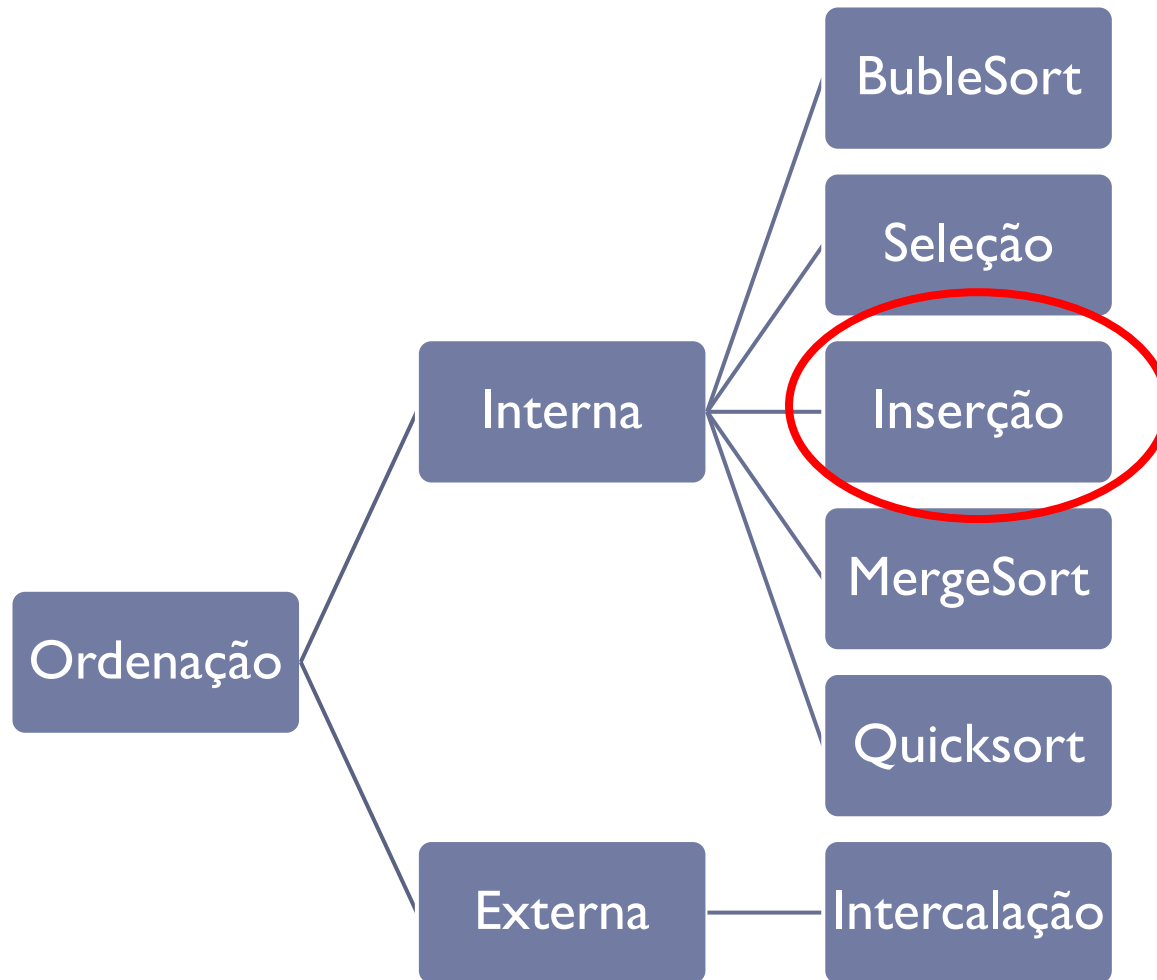 BubleSort
Seleção
Interna
Inserção
MergeSort
Ordenação
Quicksort
Externa
Intercalação